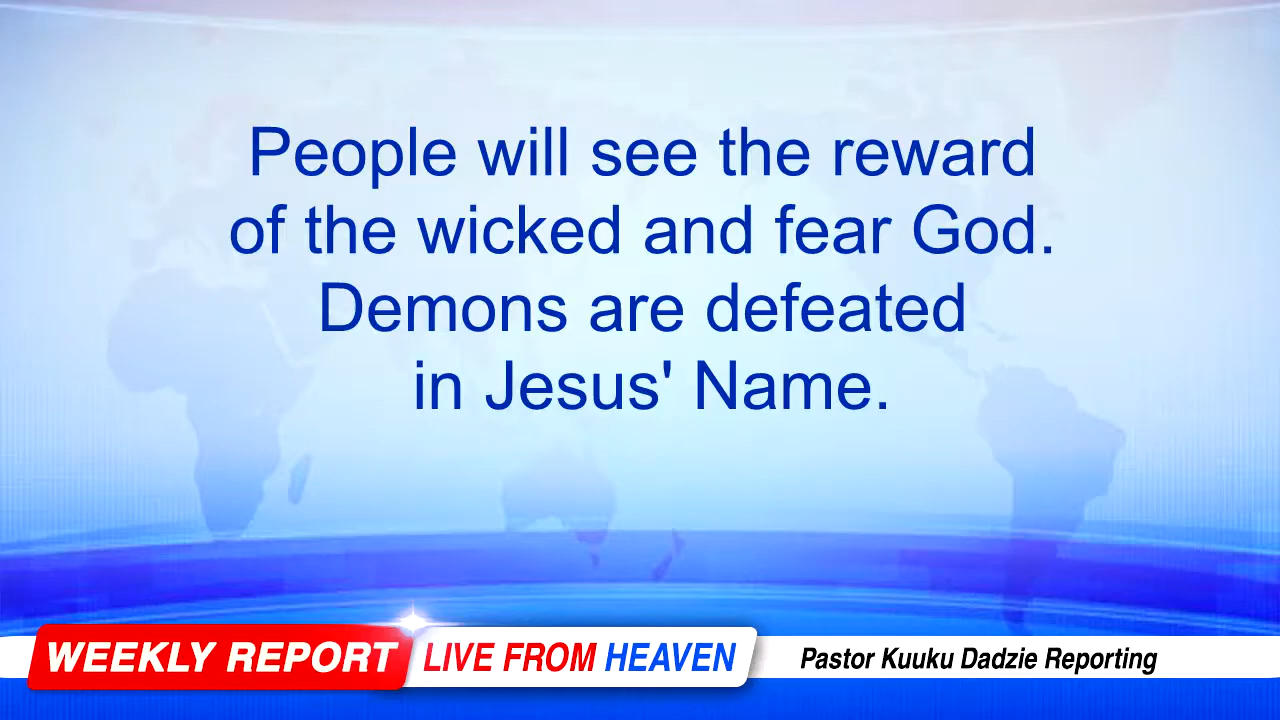 People will see the reward
of the wicked and fear God.
Demons are defeated
in Jesus' Name.
WEEKLY REPORT LIVE FROM HEAVEN Pastor Kuuku Dadzie Reporting